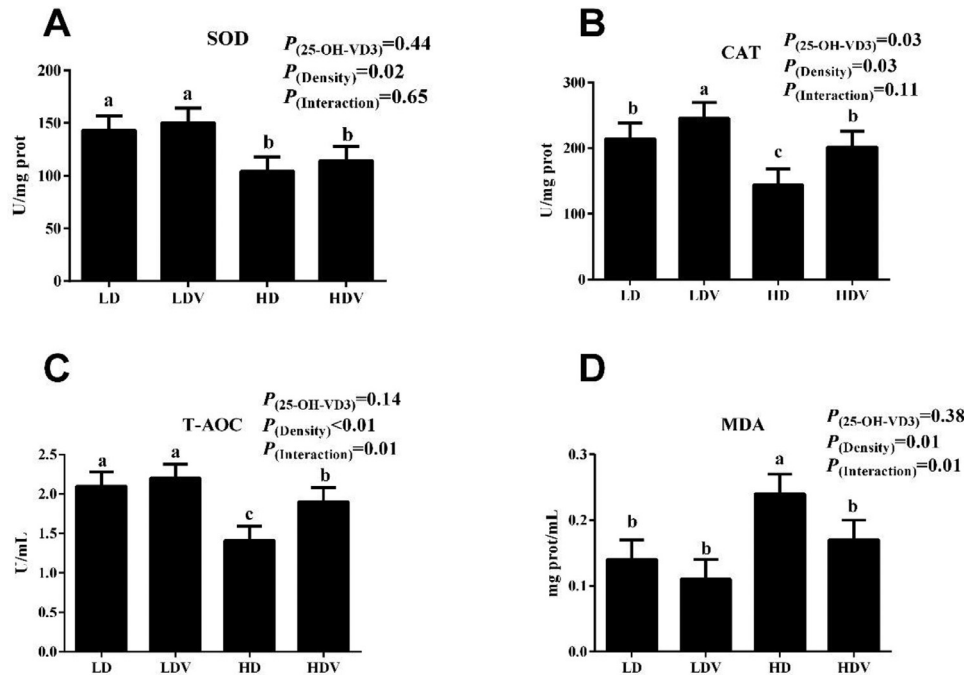 A
SOD
P(25-OH-VD3)=0.44
P(Density)=0.02
P(Interaction)=0.65
U/mg prot
200
150
100
50
0
a
a
b
b
LD
LDV
HD
HDV
B
CAT
P(25-OH-VD3)=0.03
P(Density)=0.03
P(Interaction)=0.11
U/mg prot
300
200
100
0
b
a
c
b
LD
LDV
HD
HDV
C
T-AOC
P(25-OH-VD3)=0.14
P(Density)<0.01
P(Interaction)=0.01
U/mL
2.5
2.0
1.5
1.0
0.5
0.0
a
a
c
b
LD
LDV
HD
HDV
D
MDA
P(25-OH-VD3)=0.38
P(Density)=0.01
P(Interaction)=0.01
mg prot/mL
0.3
0.2
0.1
0.0
b
b
a
b
LD
LDV
HD
HDV